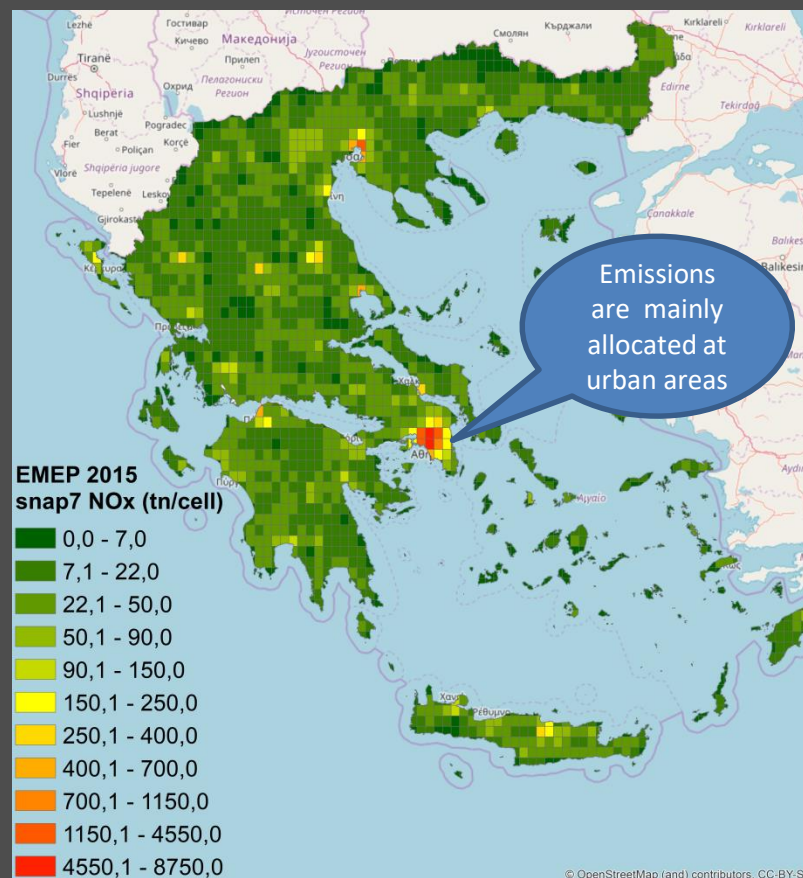 Lezhë
Гостивар
Кичево
Македонија
Прилеп
Југоисточен
Регион
Пелагониски
Регион
Охрид
Tiranë
Durrës
Shqipëria
Lushnjë
Pogradec
Berat
Korçë
Fier
Poliçan
Shqipëria jugore
Vlorë
Tepelenë
Gjirokast
Смолян
Кърджали
Kırklareli
Kırklareli
Edirne
Tekirdağ
Çanakkale
Balıkesir
Αιγαίο
Χανι
Ρέθυμνο
Emissions
are mainly
allocated at
urban areas
EMEP 2015
snap7 NOx (tn/cell)
0,0 - 7,0
7,1 - 22,0
22,1 - 50,0
50,1 - 90,0
90,1 - 150,0
150,1 - 250,0
250,1 - 400,0
400,1 - 700,0
700,1 - 1150,0
1150,1 - 4550,0
4550,1 - 8750,0
© OpenStreetMap (and) contributors, CC-BY-S